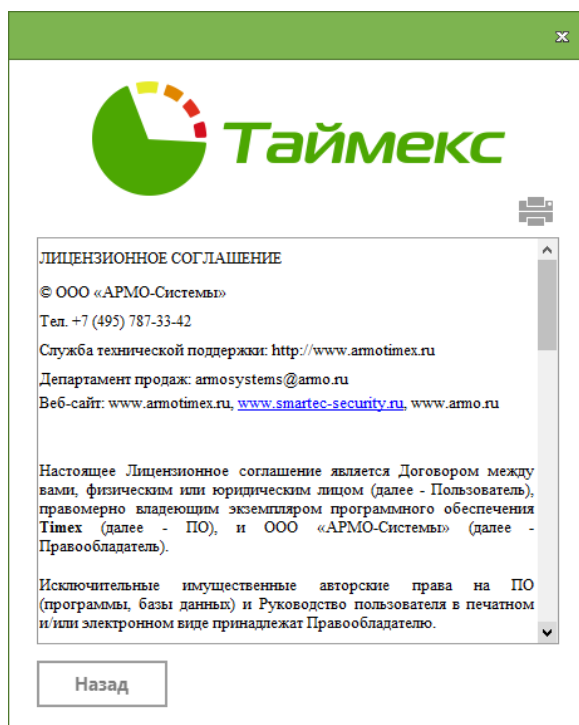 Таймекс
ЛИЦЕНЗИОННОЕ СОГЛАШЕНИЕ
© ООО «АРМО-Системы»
Тел. +7 (495) 787-33-42
Служба технической поддержки: http://www.armotimex.ru
Департамент продаж: armosystems@armo.ru
Веб-сайт: www.armotimex.ru, www.smartec-security.ru, www.armo.ru
Настоящее Лицензионное соглашение является Договором между
вами, физическим или юридическим лицом (далее - Пользователь),
правомерно владеющим экземпляром программного обеспечения
Timex (далее - ПО), и ООО «АРМО-Системы» (далее -
Правообладатель).
Исключительные имущественные авторские права на ПО
(программы, базы данных) и Руководство пользователя в печатном
и/или электронном виде принадлежат Правообладателю.
Назад